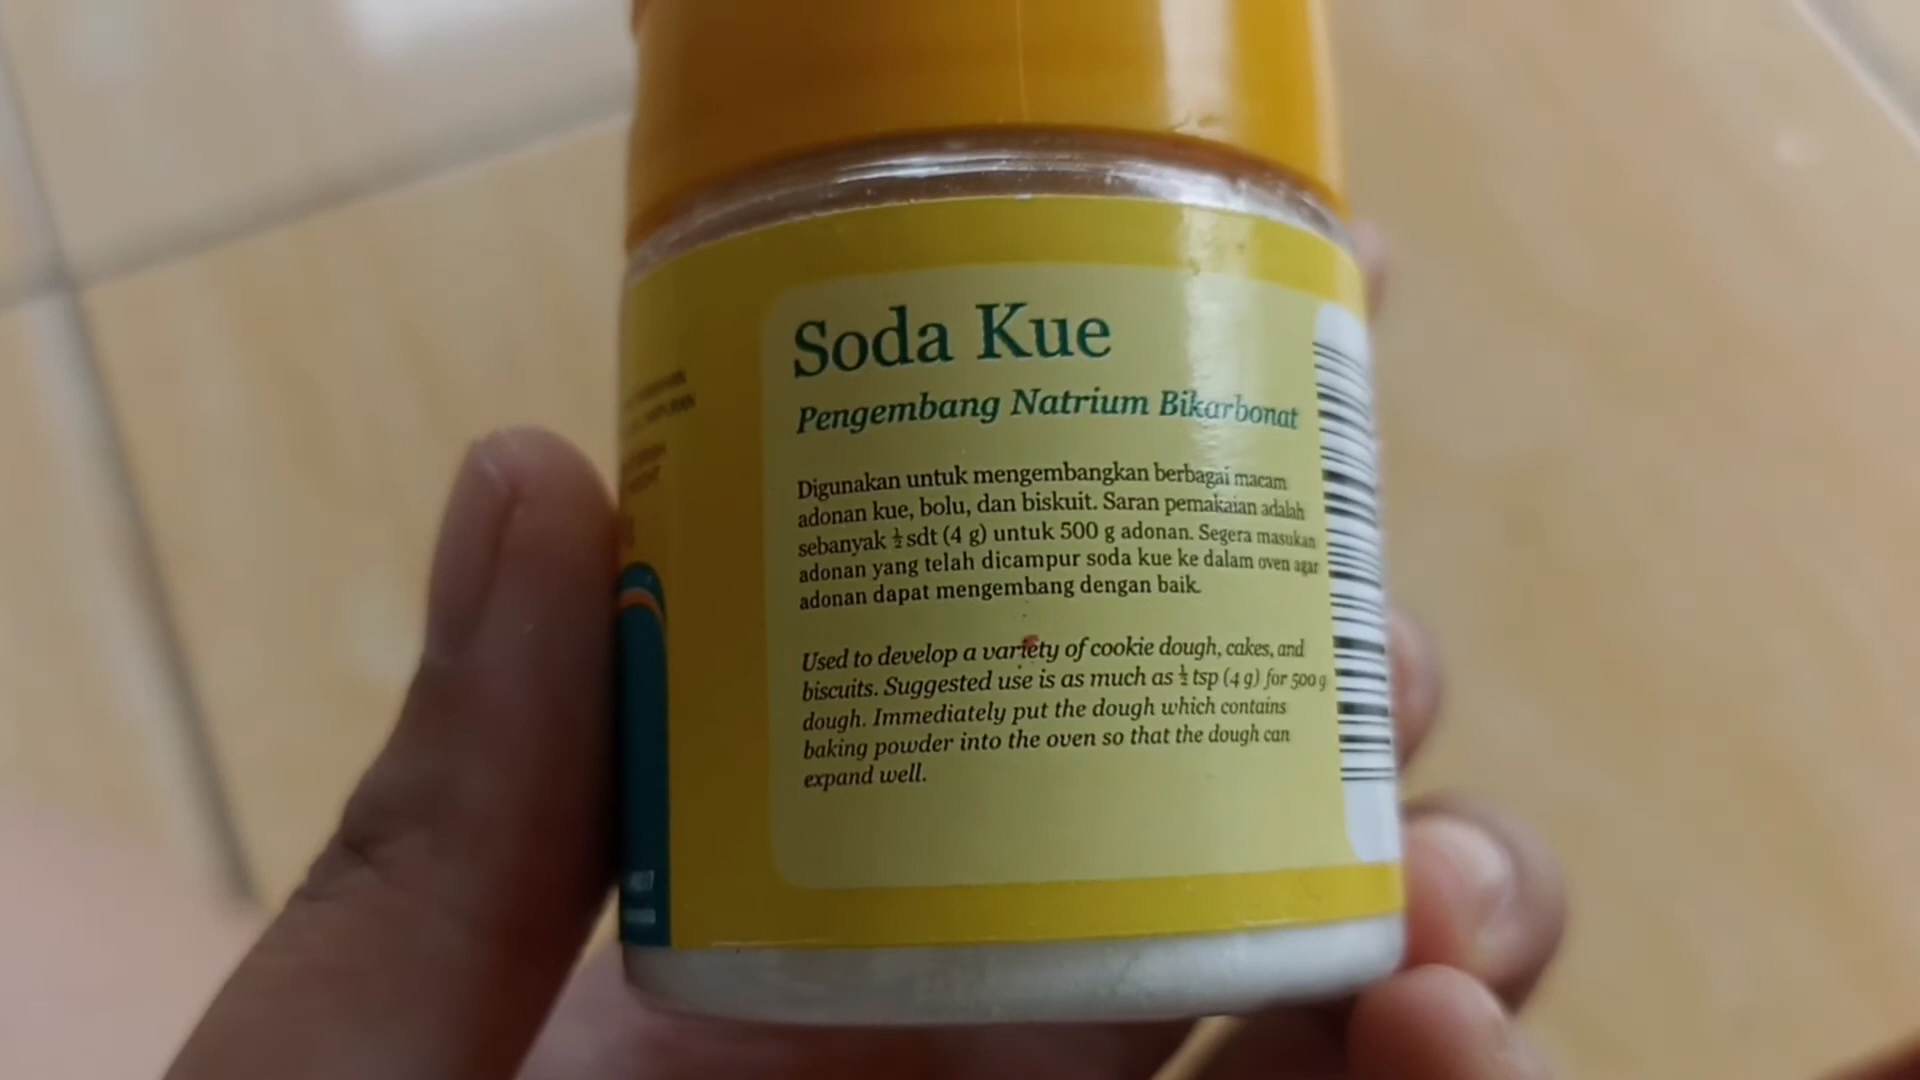 Soda Kue
Pengembang Natrium Bikarbonat
Digunakan untuk mengembangkan berbagai macam
adonan kue, bolu, dan biskuit. Saran pemakaian adalah
sebanyak ½ sdt (4 g) untuk 500 g adonan. Segera masukan
adonan yang telah dicampur soda kue ke dalam oven agar
adonan dapat mengembang dengan baik.
Used to develop a variety of cookie dough, cakes, and
biscuits. Suggested use is as much as ½ tsp (4 g) for 500 g
dough. Immediately put the dough which contains
baking powder into the oven so that the dough can
expand well.